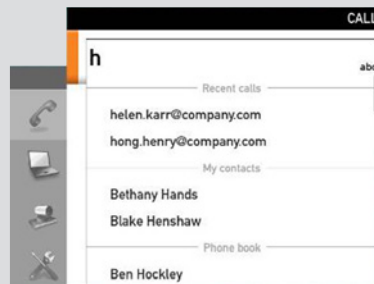 CALL
h
abc
Recent calls
helen.karr@company.com
hong.henry@company.com
My contacts
Bethany Hands
Blake Henshaw
Phone book
Ben Hockley